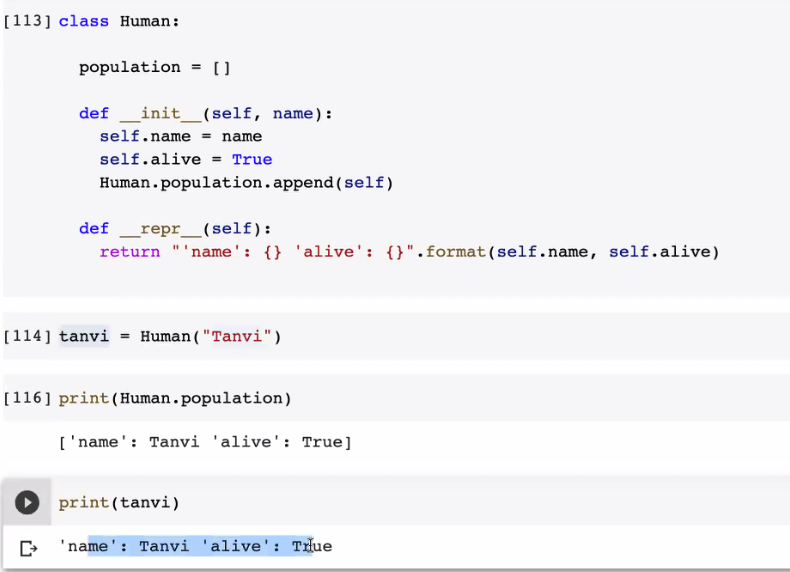 [113] class Human:
population = []
def __init__(self, name):
self.name = name
self.alive = True
Human.population.append(self)
def __repr__(self):
return "'name': {} 'alive': {}".format(self.name, self.alive)
[114] tanvi = Human("Tanvi")
[116] print(Human.population)
['name': Tanvi 'alive': True]
print(tanvi)
'name': Tanvi 'alive': True